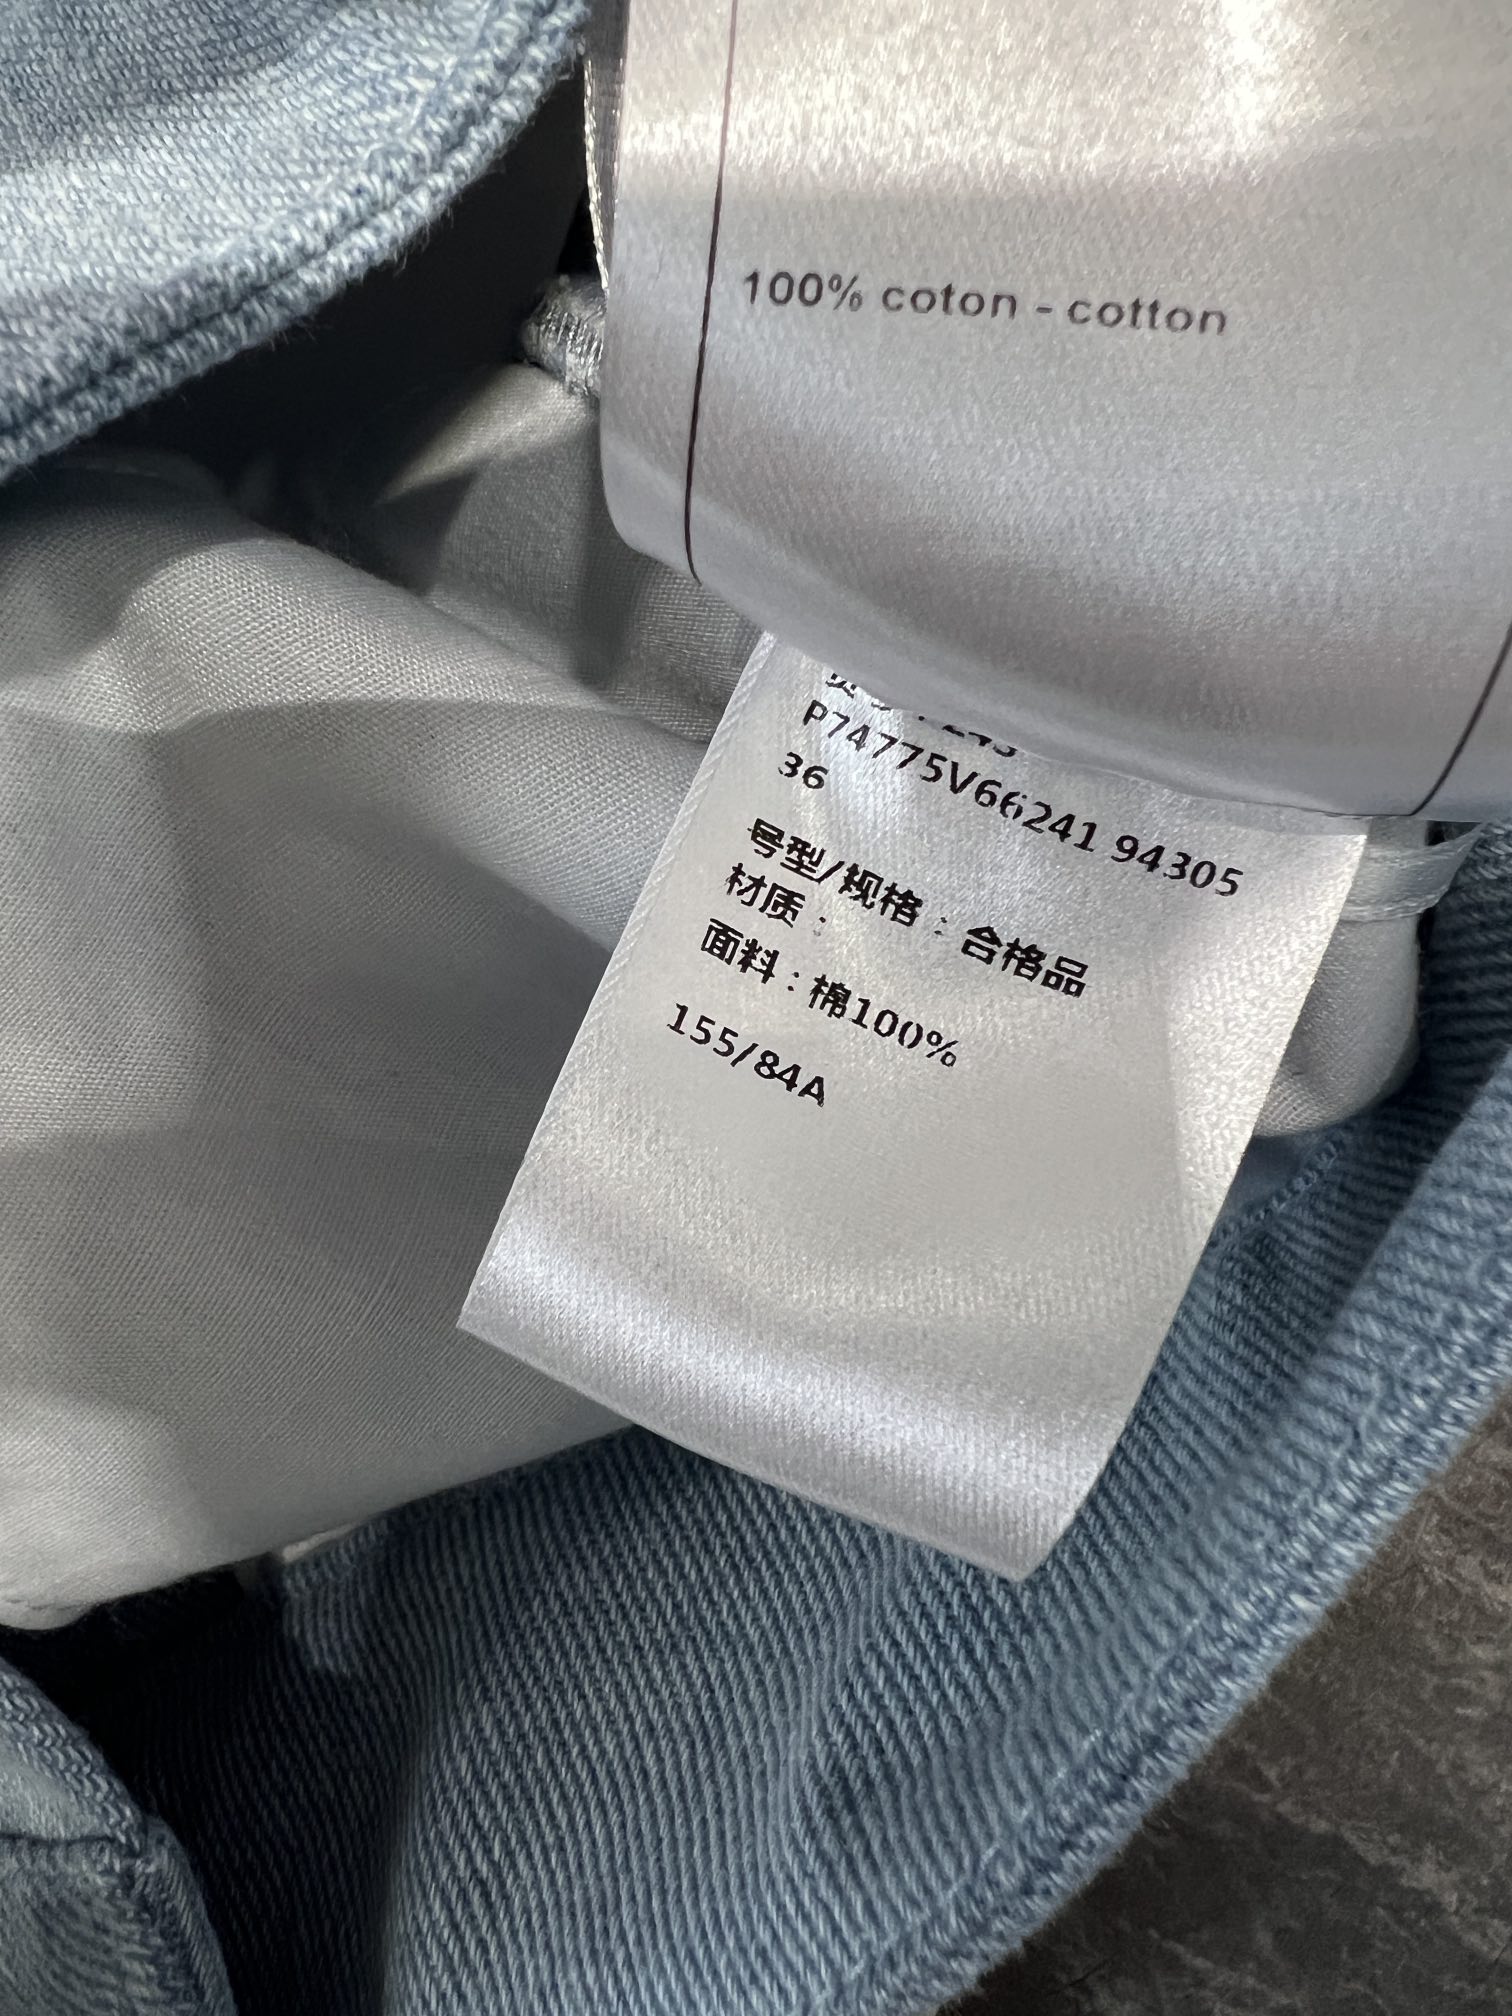 100% coton - cotton
P74775V66241 94305
36
号型/规格：合格品
材质：
面料：棉100%
155/84A